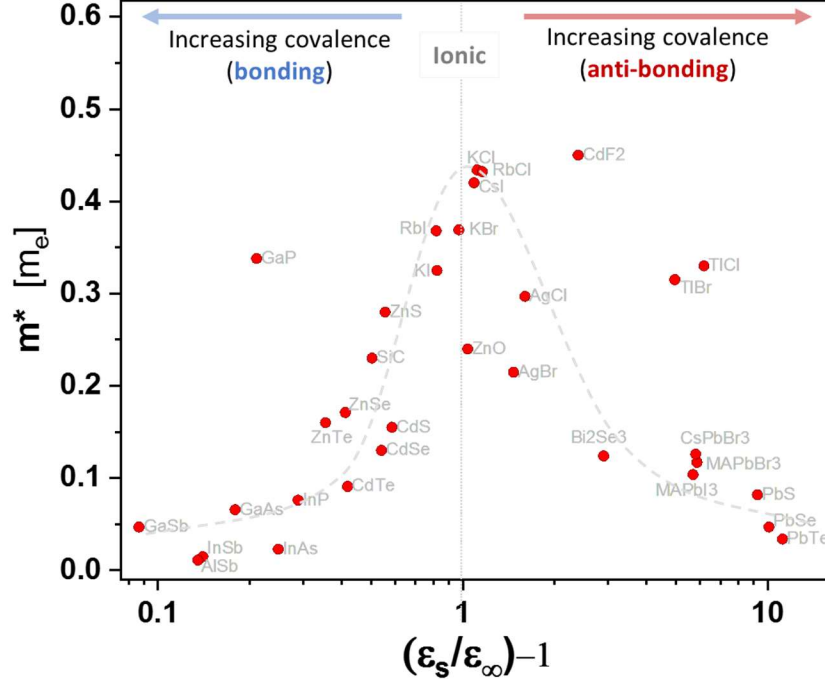 Increasing covalence
(bonding)
Ionic
Increasing covalence
(anti-bonding)
0.6
0.5
0.4
0.3
0.2
0.1
0.0
m* [mₑ]
KCl
RbCl
CsI
CdF2
RbI
KBr
KI
GaP
TlCl
TlBr
AgCl
ZnS
ZnO
SiC
AgBr
ZnSe
ZnTe
CdS
CdSe
Bi2Se3
CsPbBr3
MAPbBr3
MAPbI3
CdTe
InP
GaAs
GaSb
PbS
PbSe
PbTe
InSb
AlSb
InAs
0.1
1
10
(εₛ/ε∞)−1